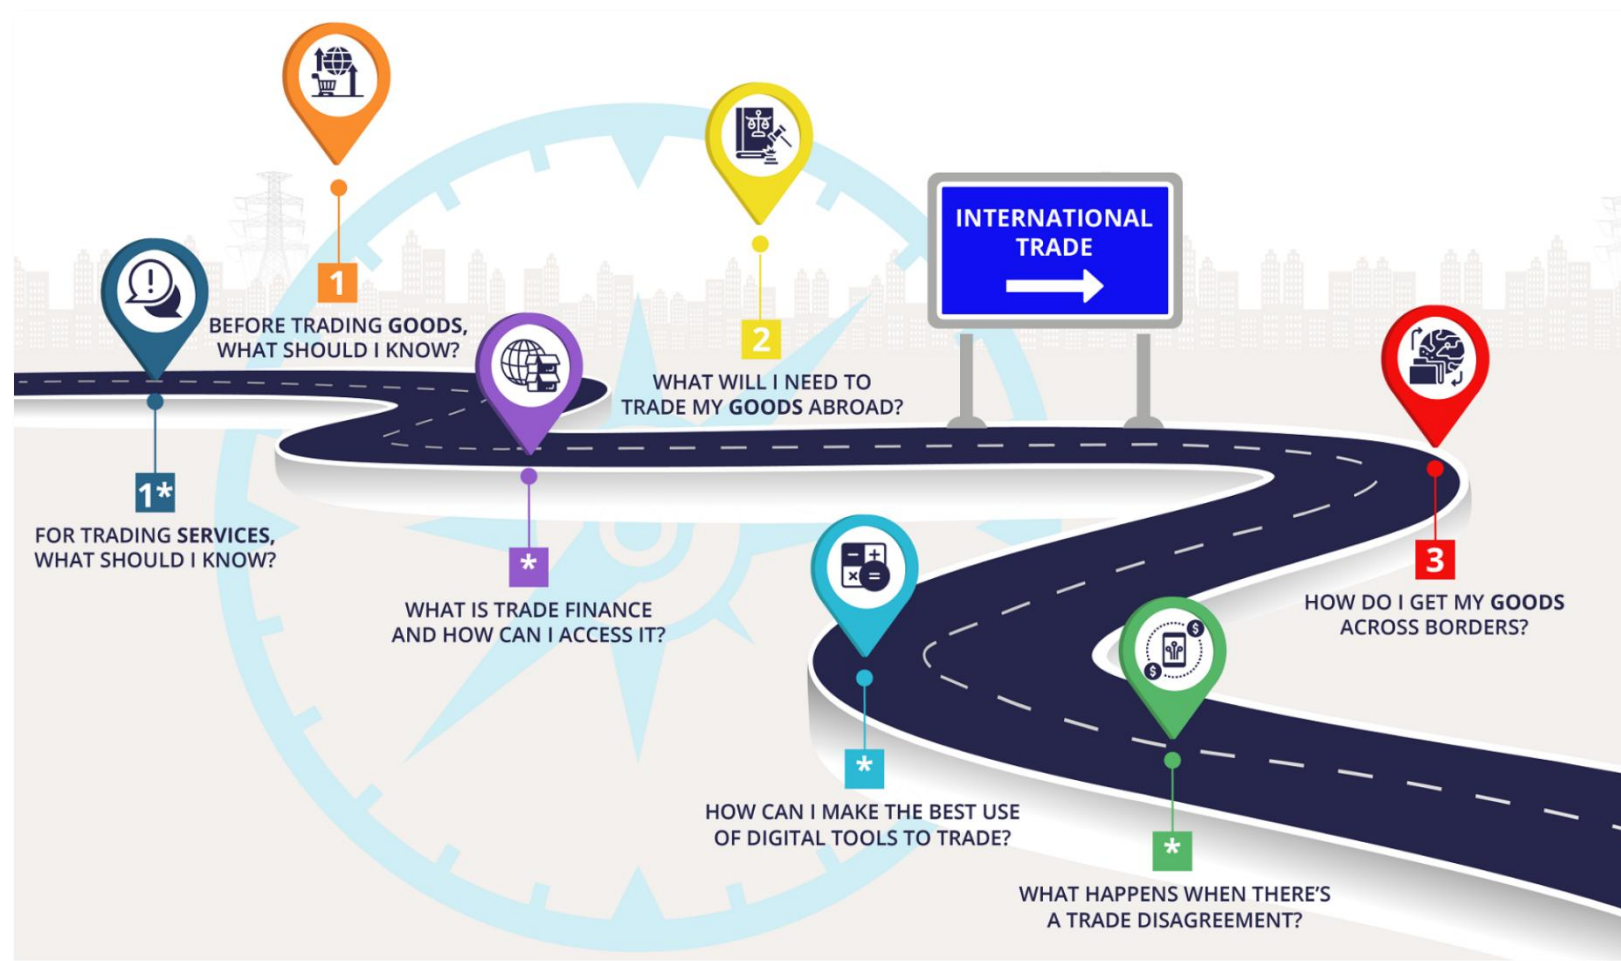 1
BEFORE TRADING GOODS,
WHAT SHOULD I KNOW?
1*
FOR TRADING SERVICES,
WHAT SHOULD I KNOW?
2
WHAT WILL I NEED TO
TRADE MY GOODS ABROAD?
INTERNATIONAL
TRADE
*
WHAT IS TRADE FINANCE
AND HOW CAN I ACCESS IT?
3
HOW DO I GET MY GOODS
ACROSS BORDERS?
*
HOW CAN I MAKE THE BEST USE
OF DIGITAL TOOLS TO TRADE?
$
$
*
WHAT HAPPENS WHEN THERE’S
A TRADE DISAGREEMENT?